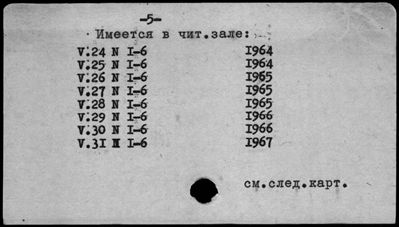 -5-
Имеется в чит.зале:
V.24 N I-6 1964
V.25 N I-6 1964
V.26 N I-6 1965
V.27 N I-6 1965
V.28 N I-6 1965
V.29 N I-6 1966
V.30 N I-6 1966
V.3I N I-6 1967
см.след.карт.